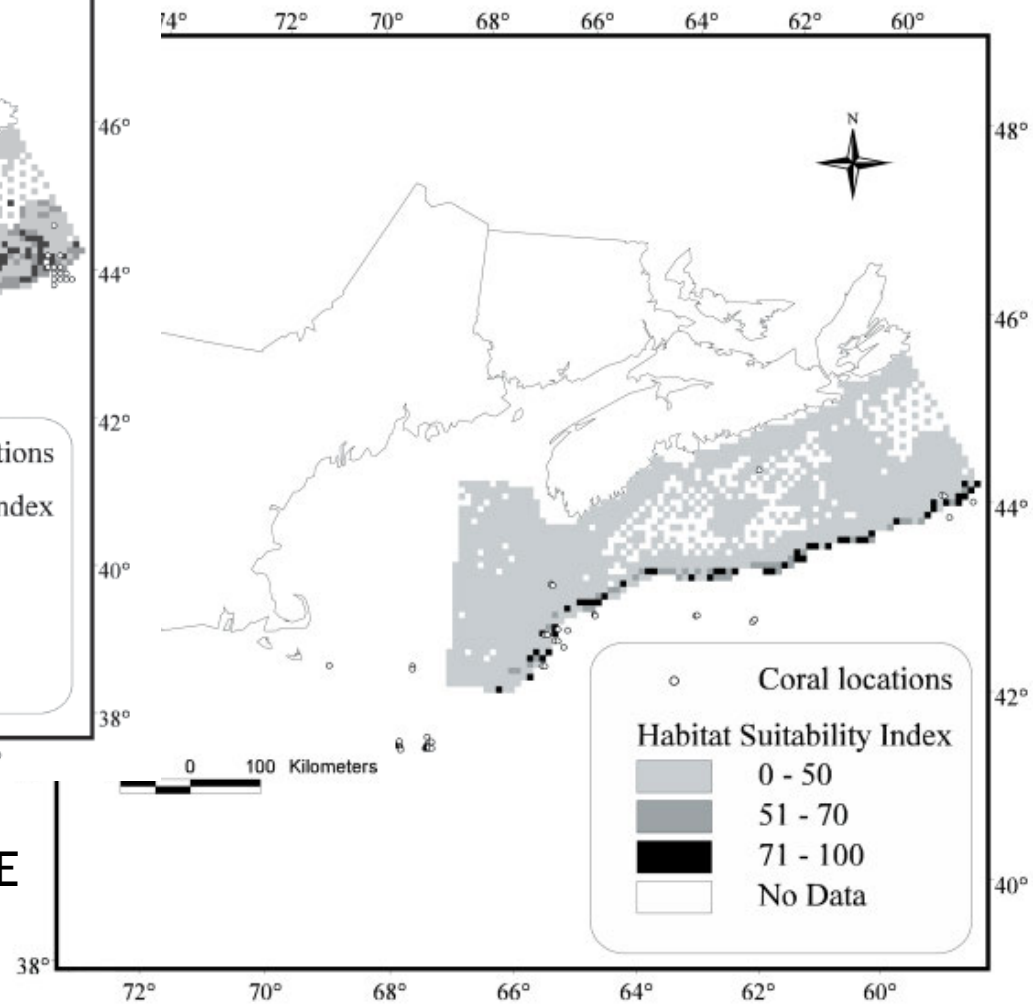 74° 72° 70° 68° 66° 64° 62° 60°
N
46°
44°
42°
40°
38°
48°
46°
44°
42°
40°
tions
ndex
0 100 Kilometers
Coral locations
Habitat Suitability Index
0 - 50
51 - 70
71 - 100
No Data
E
38°
72° 70° 68° 66° 64° 62° 60°